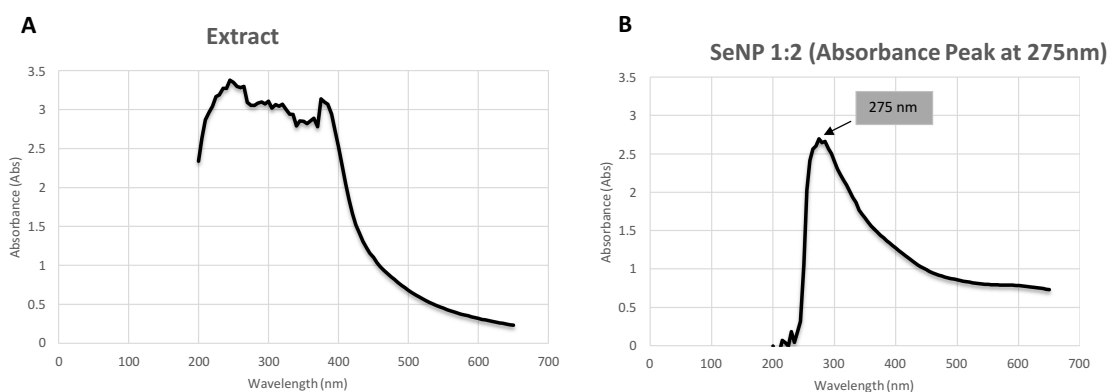 A
Extract
3.5
3
2.5
2
1.5
1
0.5
0
Absorbance (Abs)
0 100 200 300 400 500 600 700
Wavelength (nm)
B
SeNP 1:2 (Absorbance Peak at 275nm)
275 nm
3.5
3
2.5
2
1.5
1
0.5
0
Absorbance (Abs)
0 100 200 300 400 500 600 700
Wavelength (nm)